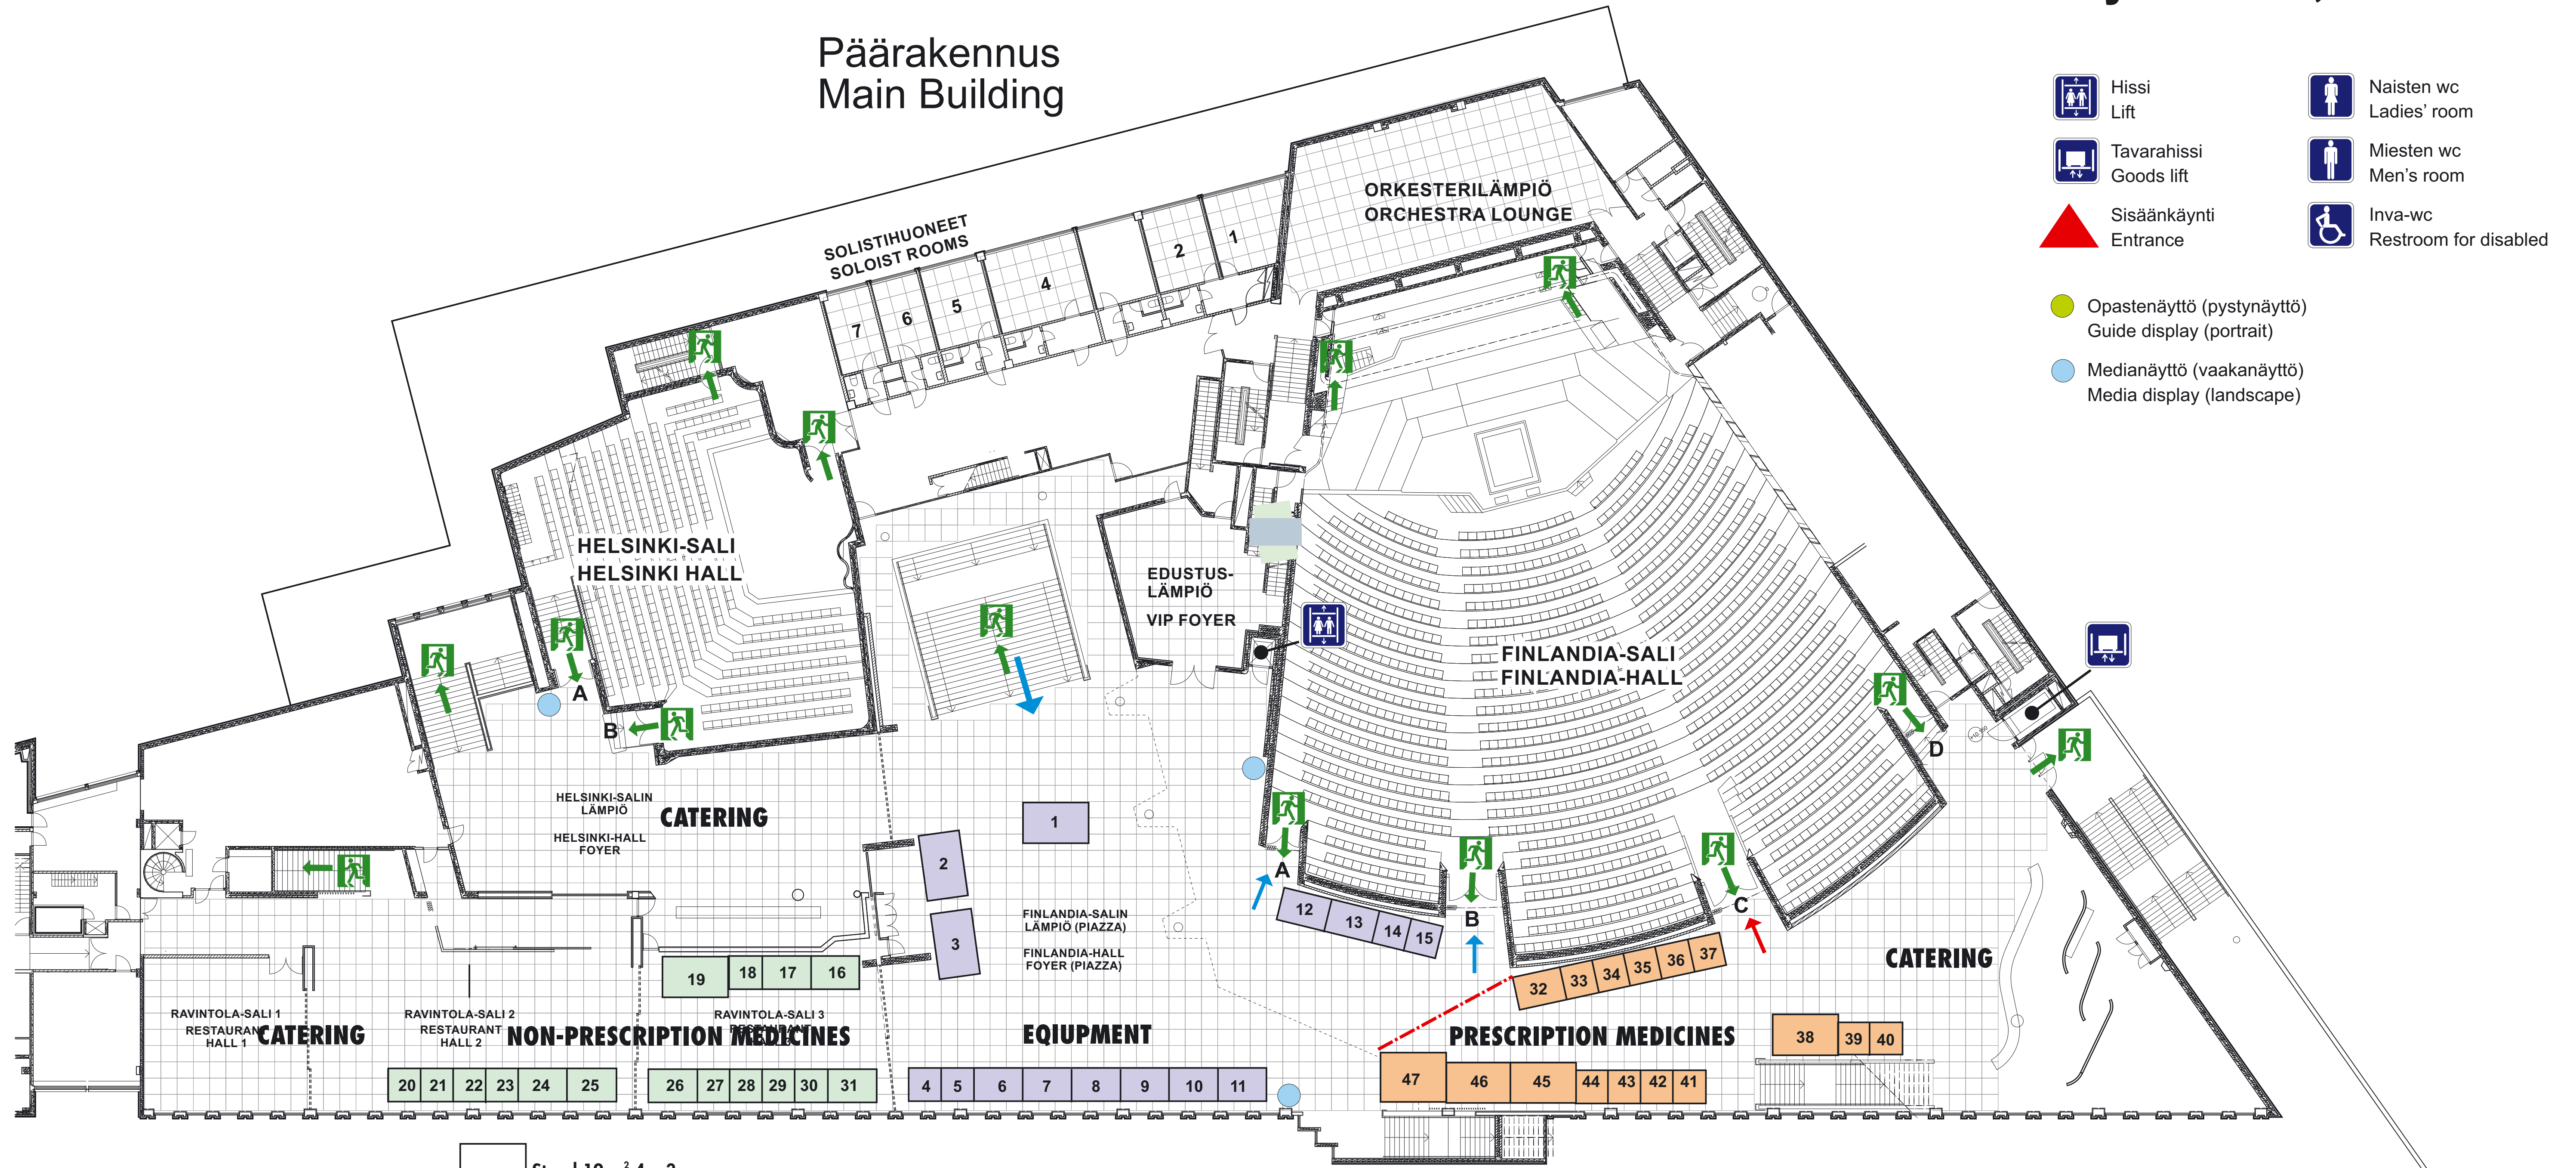 Päärakennus
Main Building
Hissi
Lift
Tavarahissi
Goods lift
Sisäänkäynti
Entrance
Naisten wc
Ladies' room
Miesten wc
Men's room
Inva-wc
Restroom for disabled
Opastenäyttö (pystynäyttö)
Guide display (portrait)
Medianäyttö (vaakanäyttö)
Media display (landscape)
ORKESTERILÄMPIÖ
ORCHESTRA LOUNGE
SOLISTIHUONEET
SOLOIST ROOMS
7
6
5
4
2
1
HELSINKI-SALI
HELSINKI HALL
A
B
EDUSTUS-
LÄMPIÖ
VIP FOYER
FINLANDIA-SALI
FINLANDIA-HALL
A
B
C
D
HELSINKI-SALIN
LÄMPIÖ
HELSINKI-HALL
FOYER
CATERING
1
2
3
FINLANDIA-SALIN
LÄMPIÖ (PIAZZA)
FINLANDIA-HALL
FOYER (PIAZZA)
12 13 14 15
32 33 34 35 36 37
CATERING
19 18 17 16
RAVINTOLA-SALI 1
RESTAURANT
HALL 1
CATERING
RAVINTOLA-SALI 2
RESTAURANT
HALL 2
RAVINTOLA-SALI 3
NON-PRESCRIPTION MEDICINES
EQIUPMENT
PRESCRIPTION MEDICINES
38 39 40
20 21 22 23 24 25
26 27 28 29 30 31
4 5 6 7 8 9 10 11
47 46 45 44 43 42 41